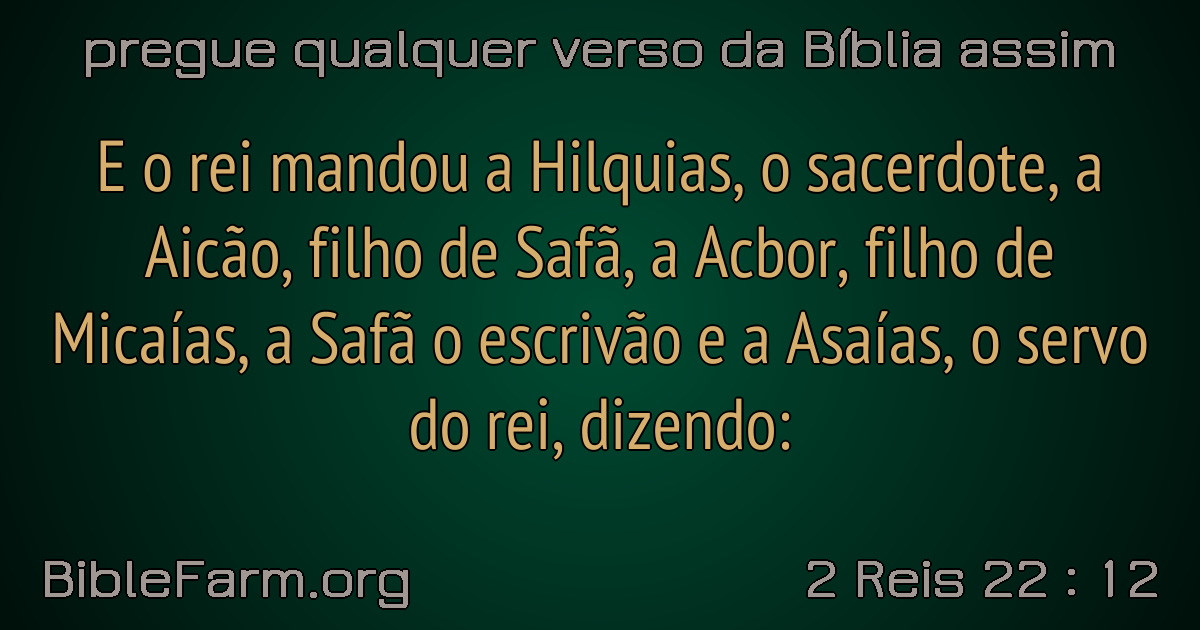 pregue qualquer verso da Bíblia assim
E o rei mandou a Hilquias, o sacerdote, a
Aicão, filho de Safã, a Acbor, filho de
Micaías, a Safã o escrivão e a Asaías, o servo
do rei, dizendo:
BibleFarm.org
2 Reis 22 : 12